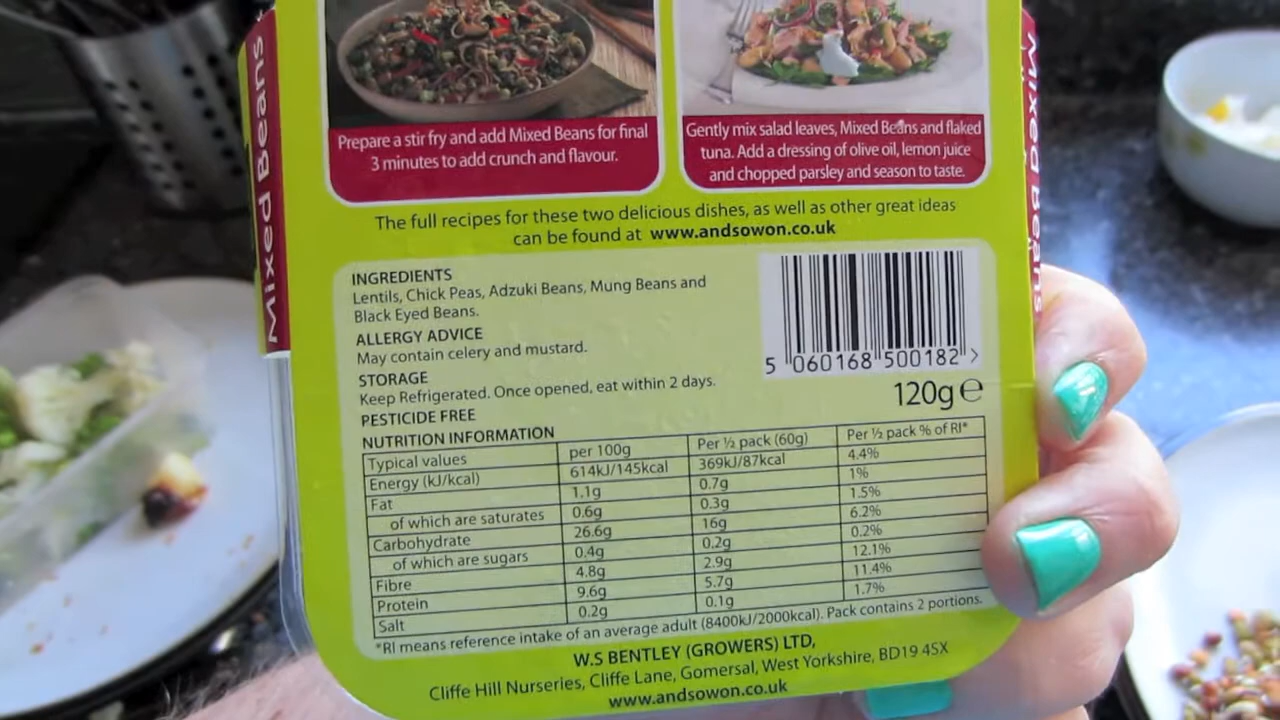 Mixed Beans
Prepare a stir fry and add Mixed Beans for final
3 minutes to add crunch and flavour.
Gently mix salad leaves, Mixed Beans and flaked
tuna. Add a dressing of olive oil, lemon juice
and chopped parsley and season to taste.
Mixed Beans
The full recipes for these two delicious dishes, as well as other great ideas
can be found at www.andsowon.co.uk
INGREDIENTS
Lentils, Chick Peas, Adzuki Beans, Mung Beans and
Black Eyed Beans.
ALLERGY ADVICE
May contain celery and mustard.
STORAGE
Keep Refrigerated. Once opened, eat within 2 days.
PESTICIDE FREE
5 060168 500182 >
120g e
NUTRITION INFORMATION
Typical values per 100g Per ½ pack (60g) Per ½ pack % of RI*
Energy (kJ/kcal) 614kJ/145kcal 369kJ/87kcal 4.4%
Fat 1.1g 0.7g 1%
of which are saturates 0.6g 0.3g 1.5%
Carbohydrate 26.6g 16g 6.2%
of which are sugars 0.4g 0.2g 0.2%
Fibre 4.8g 2.9g 12.1%
Protein 9.6g 5.7g 11.4%
Salt 0.2g 0.1g 1.7%
*RI means reference intake of an average adult (8400kJ/2000kcal). Pack contains 2 portions.
W.S BENTLEY (GROWERS) LTD,
Cliffe Hill Nurseries, Cliffe Lane, Gomersal, West Yorkshire, BD19 4SX
www.andsowon.co.uk